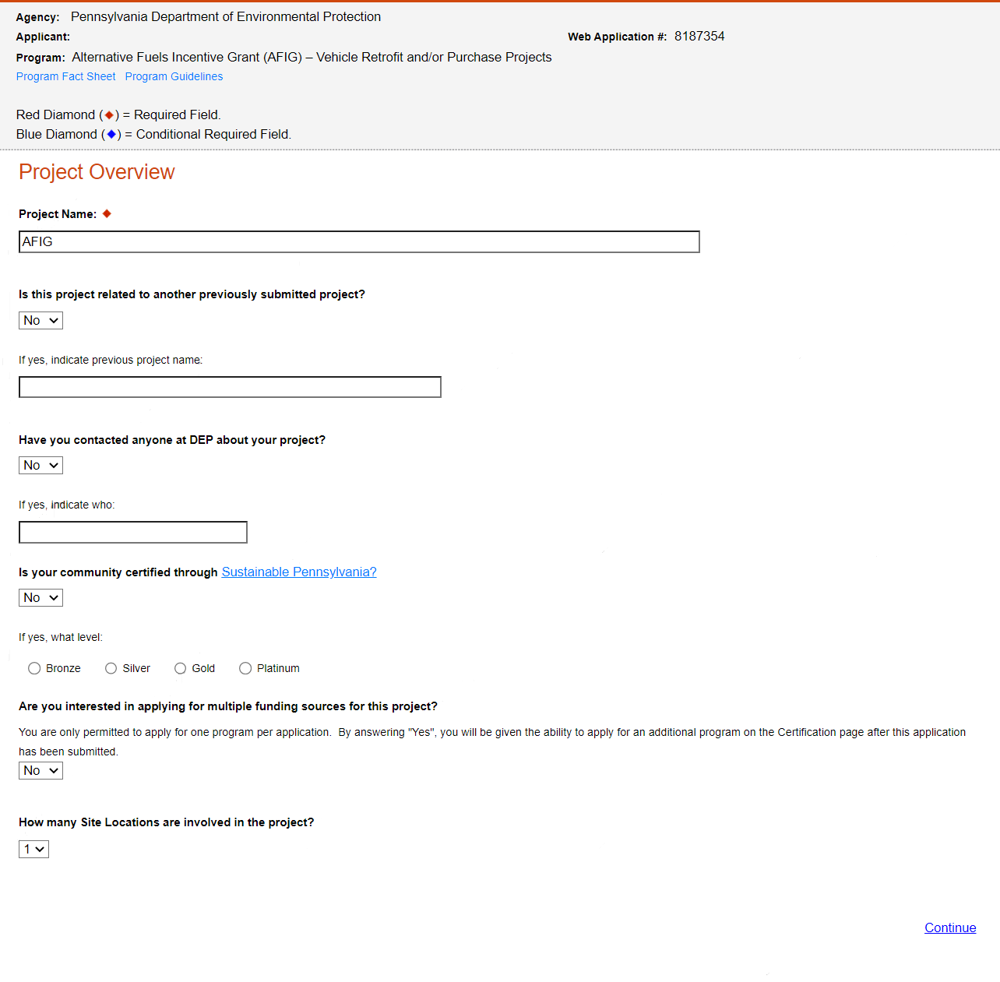 Agency: Pennsylvania Department of Environmental Protection
Applicant: Web Application #: 8187354
Program: Alternative Fuels Incentive Grant (AFIG) – Vehicle Retrofit and/or Purchase Projects
Program Fact Sheet Program Guidelines
Red Diamond (◆) = Required Field.
Blue Diamond (◆) = Conditional Required Field.
Project Overview
Project Name: ◆
AFIG
Is this project related to another previously submitted project?
No
If yes, indicate previous project name:
Have you contacted anyone at DEP about your project?
No
If yes, indicate who:
Is your community certified through Sustainable Pennsylvania?
No
If yes, what level:
Bronze Silver Gold Platinum
Are you interested in applying for multiple funding sources for this project?
You are only permitted to apply for one program per application. By answering "Yes", you will be given the ability to apply for an additional program on the Certification page after this application
has been submitted.
No
How many Site Locations are involved in the project?
1
Continue